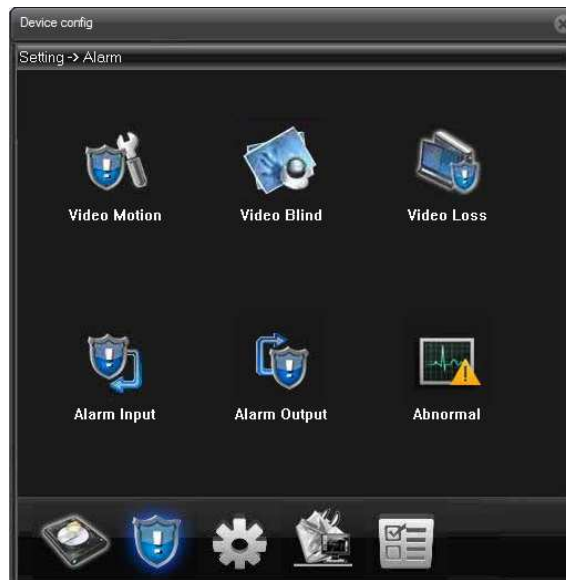 Device config
Setting -> Alarm
Video Motion
Video Blind
Video Loss
Alarm Input
Alarm Output
Abnormal